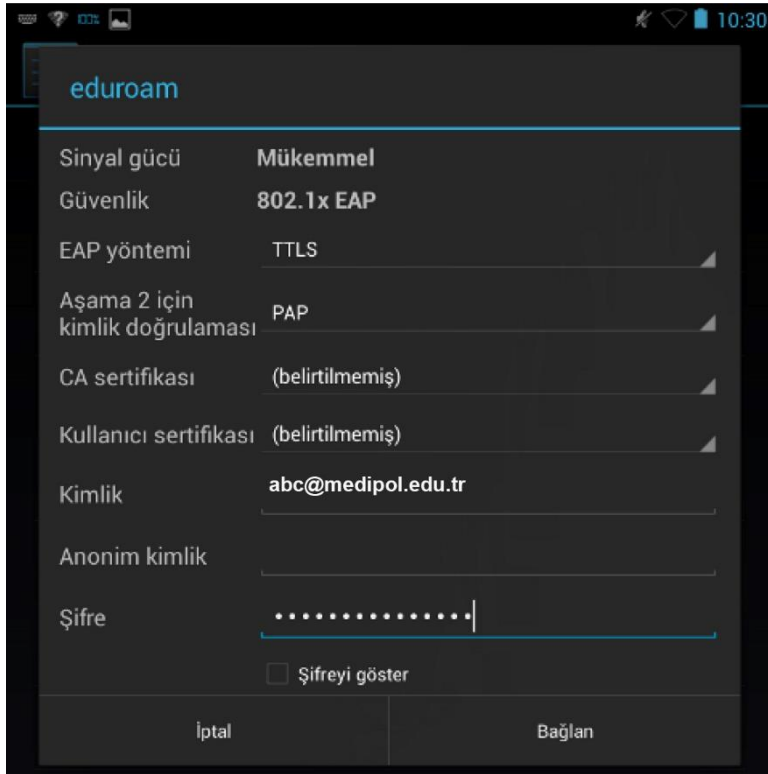 100% 10:30
eduroam
Sinyal gücü Mükemmel
Güvenlik 802.1x EAP
EAP yöntemi TTLS
Aşama 2 için
kimlik doğrulaması PAP
CA sertifikası (belirtilmemiş)
Kullanıcı sertifikası (belirtilmemiş)
Kimlik abc@medipol.edu.tr
Anonim kimlik
Şifre •••••••••••••••
Şifreyi göster
İptal Bağlan